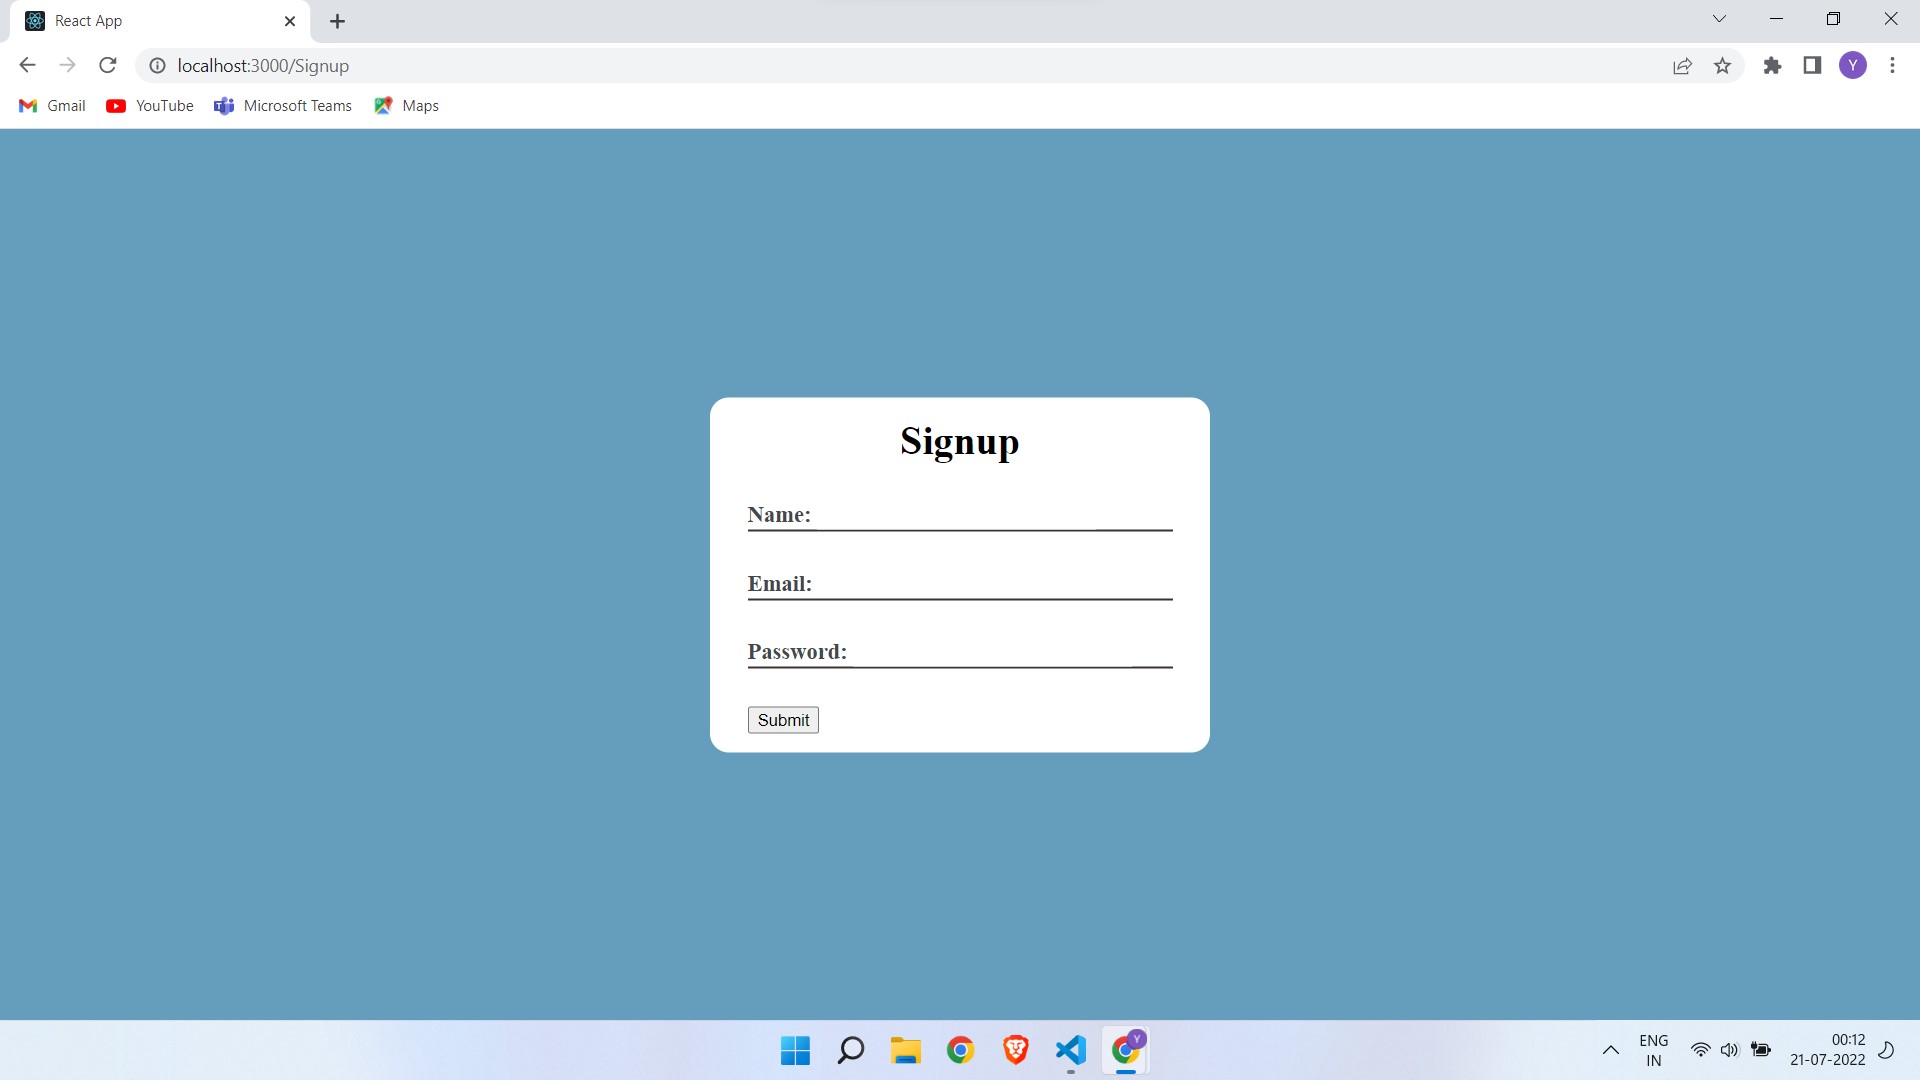 React App
localhost:3000/Signup
Y
Gmail
YouTube
Microsoft Teams
Maps
Signup
Name:
Email:
Password:
Submit
Y
ENG
IN
00:12
21-07-2022